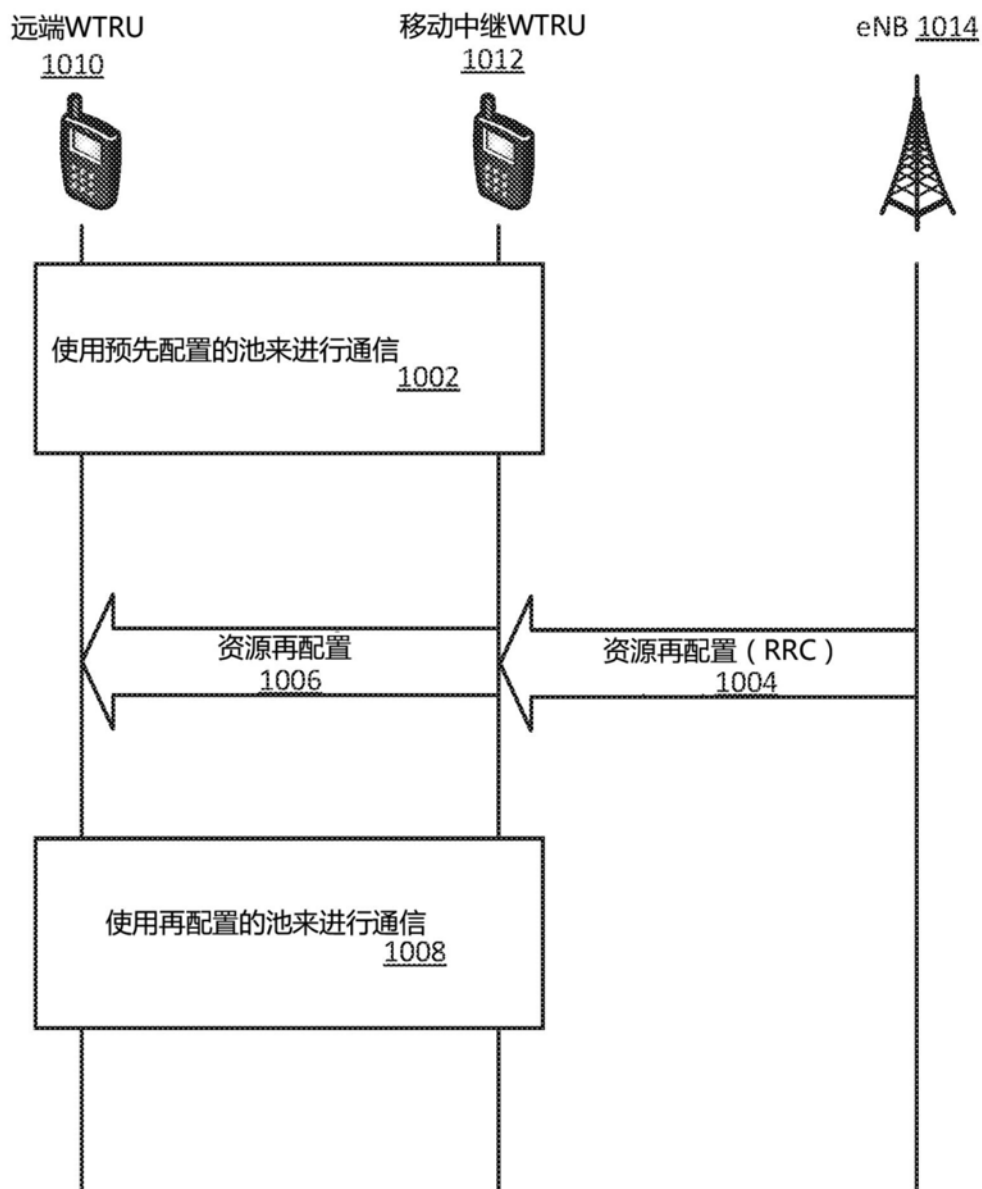 远端WTRU
1010
移动中继WTRU
1012
eNB 1014
使用预先配置的池来进行通信
1002
资源再配置
1006
资源再配置（RRC）
1004
使用再配置的池来进行通信
1008